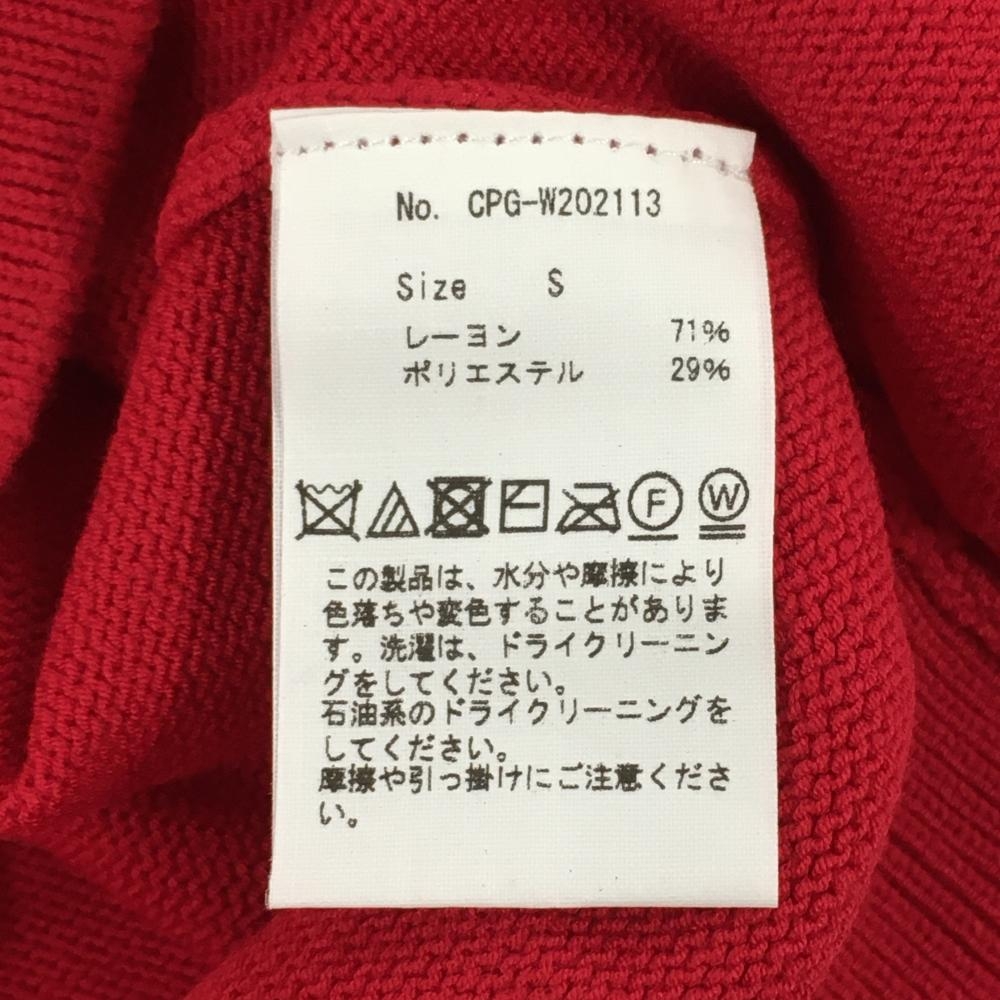 No. CPG-W202113
Size S
レーヨン 71%
ポリエステル 29%
F W
この製品は、水分や摩擦により
色落ちや変色することがありま
す。洗濯は、ドライクリーニン
グをしてください。
石油系のドライクリーニングを
してください。
摩擦や引っ掛けにご注意くださ
い。